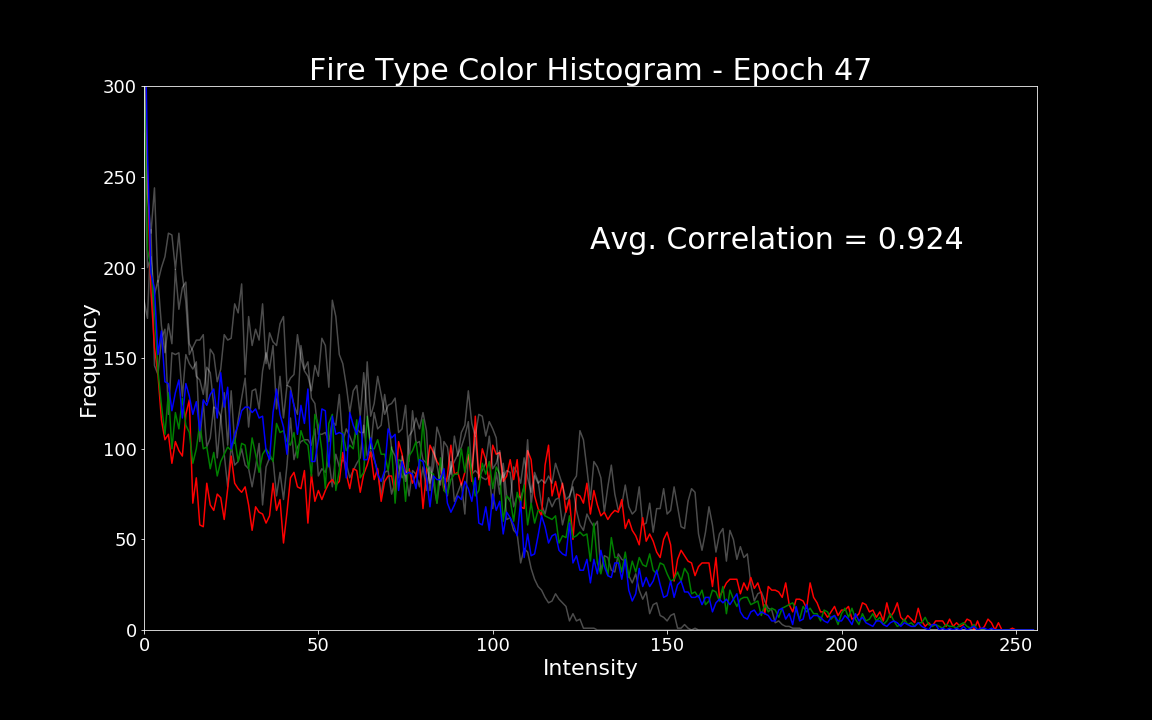 Fire Type Color Histogram - Epoch 47
300
250
200
150
100
50
0
Frequency
Avg. Correlation = 0.924
0 50 100 150 200 250
Intensity